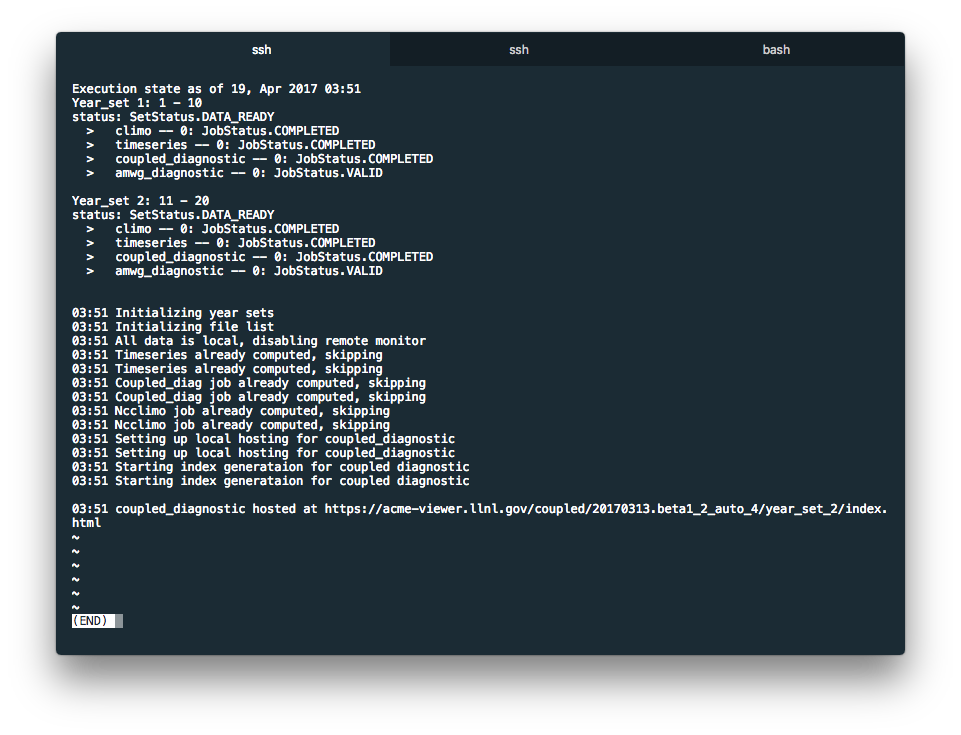 ssh ssh bash
Execution state as of 19, Apr 2017 03:51
Year_set 1: 1 - 10
status: SetStatus.DATA_READY
> climo -- 0: JobStatus.COMPLETED
> timeseries -- 0: JobStatus.COMPLETED
> coupled_diagnostic -- 0: JobStatus.COMPLETED
> amwg_diagnostic -- 0: JobStatus.VALID
Year_set 2: 11 - 20
status: SetStatus.DATA_READY
> climo -- 0: JobStatus.COMPLETED
> timeseries -- 0: JobStatus.COMPLETED
> coupled_diagnostic -- 0: JobStatus.COMPLETED
> amwg_diagnostic -- 0: JobStatus.VALID
03:51 Initializing year sets
03:51 Initializing file list
03:51 All data is local, disabling remote monitor
03:51 Timeseries already computed, skipping
03:51 Timeseries already computed, skipping
03:51 Coupled_diag job already computed, skipping
03:51 Coupled_diag job already computed, skipping
03:51 Ncclimo job already computed, skipping
03:51 Ncclimo job already computed, skipping
03:51 Setting up local hosting for coupled_diagnostic
03:51 Setting up local hosting for coupled_diagnostic
03:51 Starting index generataion for coupled diagnostic
03:51 Starting index generataion for coupled diagnostic
03:51 coupled_diagnostic hosted at https://acme-viewer.llnl.gov/coupled/20170313.beta1_2_auto_4/year_set_2/index.
html
~
~
~
~
~
~
(END)